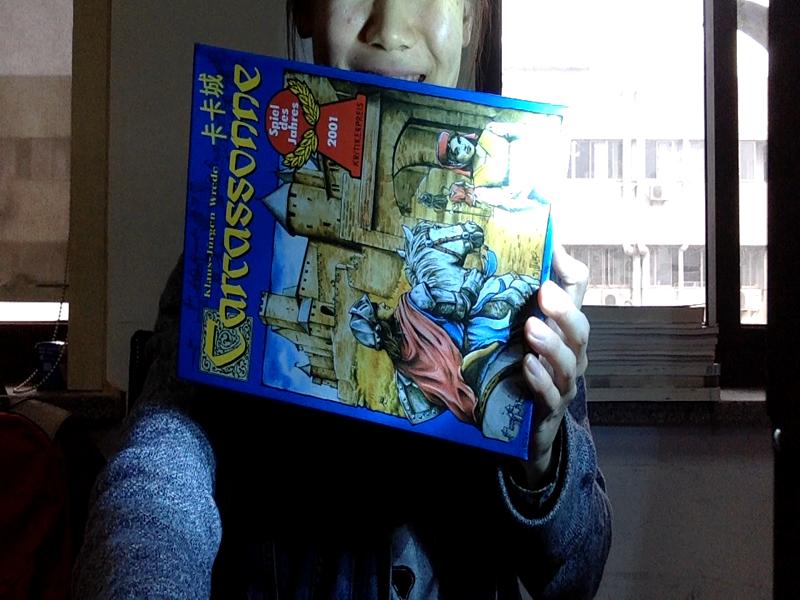 卡卡城
Carcassonne
Klaus-Jürgen Wrede
Spiel
des
Jahres
2001
KRITIKERPREIS